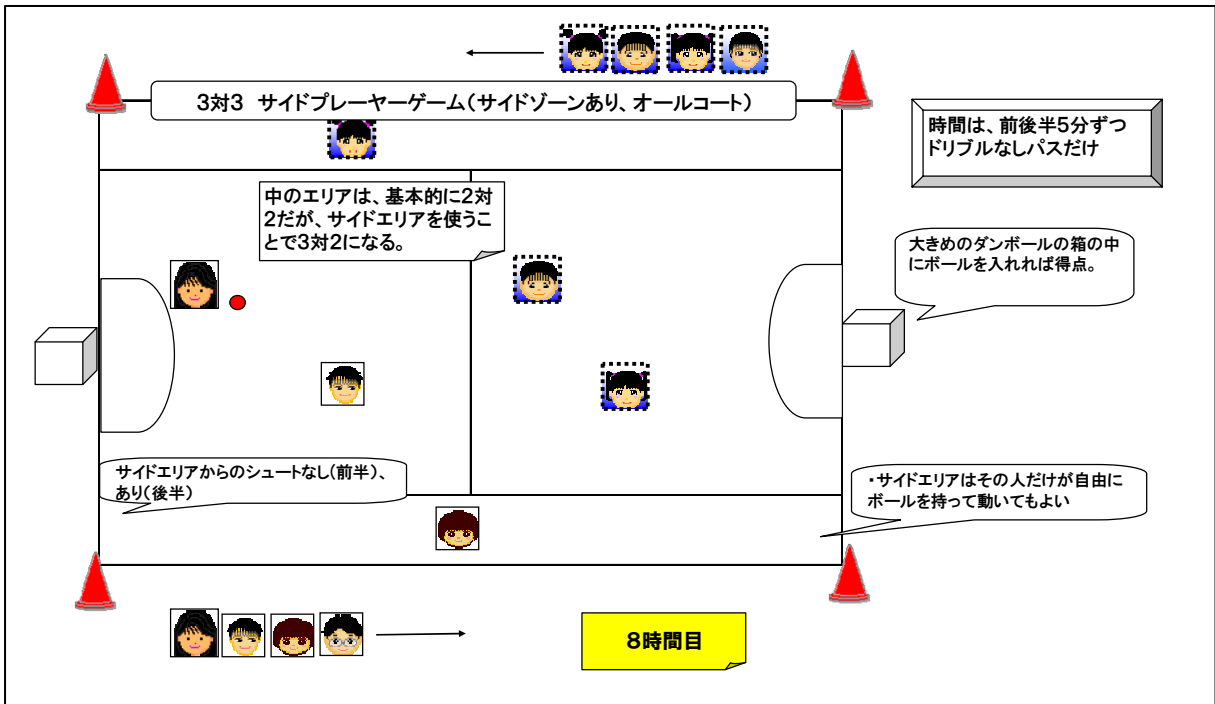 3対3 サイドプレーヤーゲーム(サイドゾーンあり、オールコート)
時間は、前後半5分ずつ
ドリブルなしパスだけ
中のエリアは、基本的に2対
2だが、サイドエリアを使うこ
とで3対2になる。
大きめのダンボールの箱の中
にボールを入れれば得点。
サイドエリアからのシュートなし(前半)、
あり(後半)
・サイドエリアはその人だけが自由に
ボールを持って動いてもよい
8時間目